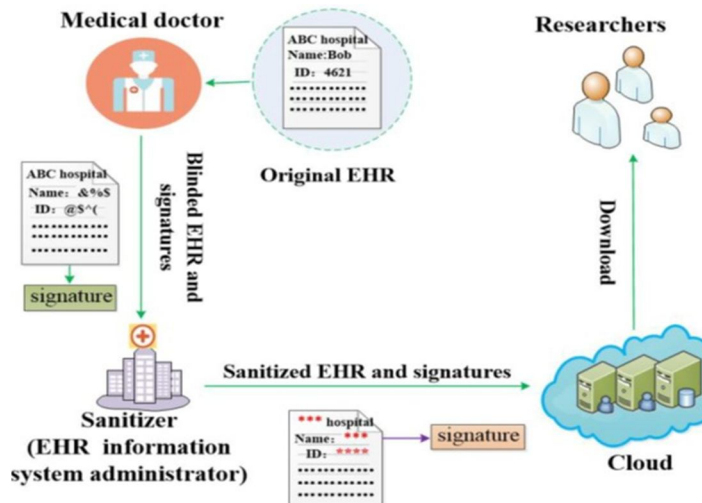 Medical doctor
ABC hospital
Name:Bob
ID: 4621
Original EHR
Researchers
ABC hospital
Name: &%$
ID: @$^(
signature
Blinded EHR and
signatures
Download
Sanitizer
(EHR information
system administrator)
Sanitized EHR and signatures
*** hospital
Name: ***
ID: ****
signature
Cloud